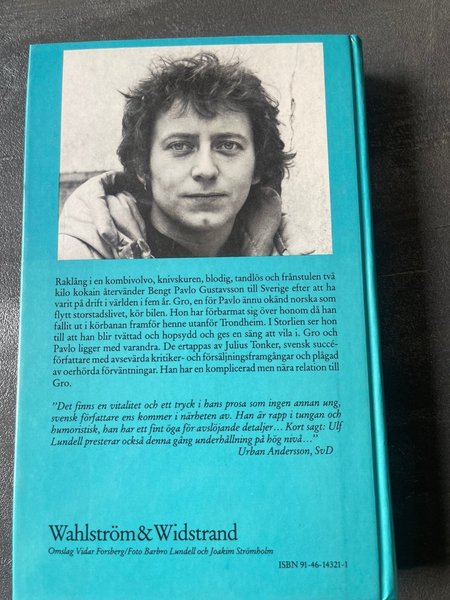 Raklång i en kombivolvo, knivskuren, blodig, tandlös och frånstulen två
kilo kokain återvänder Bengt Pavlo Gustavsson till Sverige efter att ha
varit på drift i världen i fem år. Gro, en för Pavlo ännu okänd norska som
flytt storstadslivet, kör bilen. Hon har förbarmat sig över honom då han
fallit ut i körbanan framför henne utanför Trondheim. I Storlien ser hon
till att han blir tvättad och hopsydd och ges en säng att vila i. Gro och
Pavlo ligger med varandra. De ertappas av Julius Tonker, svensk succé-
författare med avsevärda kritiker- och försäljningsframgångar och plågad
av oerhörda förväntningar. Han har en komplicerad men nära relation till
Gro.
”Det finns en vitalitet och ett tryck i hans prosa som ingen annan ung,
svensk författare ens kommer i närheten av. Han är rapp i tungan och
humoristisk, han har ett fint öga för avslöjande detaljer… Kort sagt: Ulf
Lundell presterar också denna gång underhållning på hög nivå…”
Urban Andersson, SvD
Wahlström & Widstrand
Omslag Vidar Forsberg/Foto Barbro Lundell och Joakim Strömholm
ISBN 91-46-14321-1